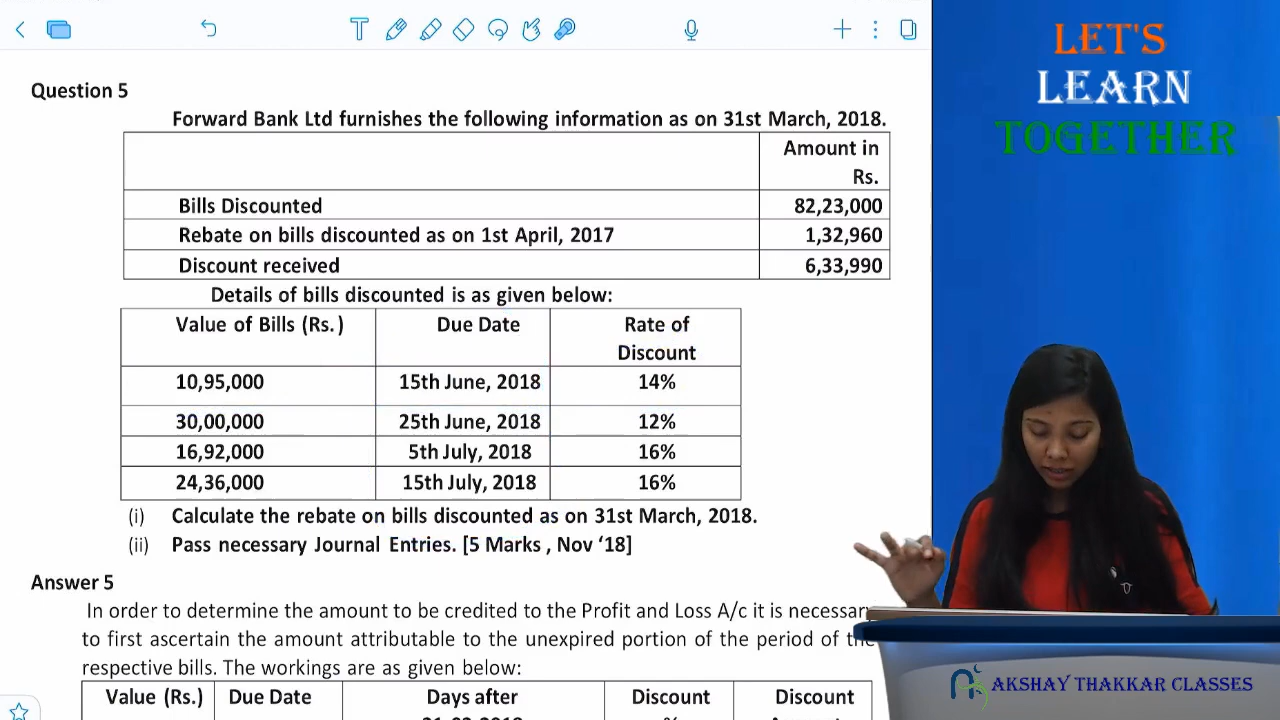 LET'S
LEARN
TOGETHER
Question 5
Forward Bank Ltd furnishes the following information as on 31st March, 2018.
Amount in
Rs.
Bills Discounted 82,23,000
Rebate on bills discounted as on 1st April, 2017 1,32,960
Discount received 6,33,990
Details of bills discounted is as given below:
Value of Bills (Rs.) Due Date Rate of
Discount
10,95,000 15th June, 2018 14%
30,00,000 25th June, 2018 12%
16,92,000 5th July, 2018 16%
24,36,000 15th July, 2018 16%
(i) Calculate the rebate on bills discounted as on 31st March, 2018.
(ii) Pass necessary Journal Entries. [5 Marks , Nov ‘18]
Answer 5
In order to determine the amount to be credited to the Profit and Loss A/c it is necessary
to first ascertain the amount attributable to the unexpired portion of the period of the
respective bills. The workings are as given below:
Value (Rs.) Due Date Days after Discount Discount
AKSHAY THAKKAR CLASSES